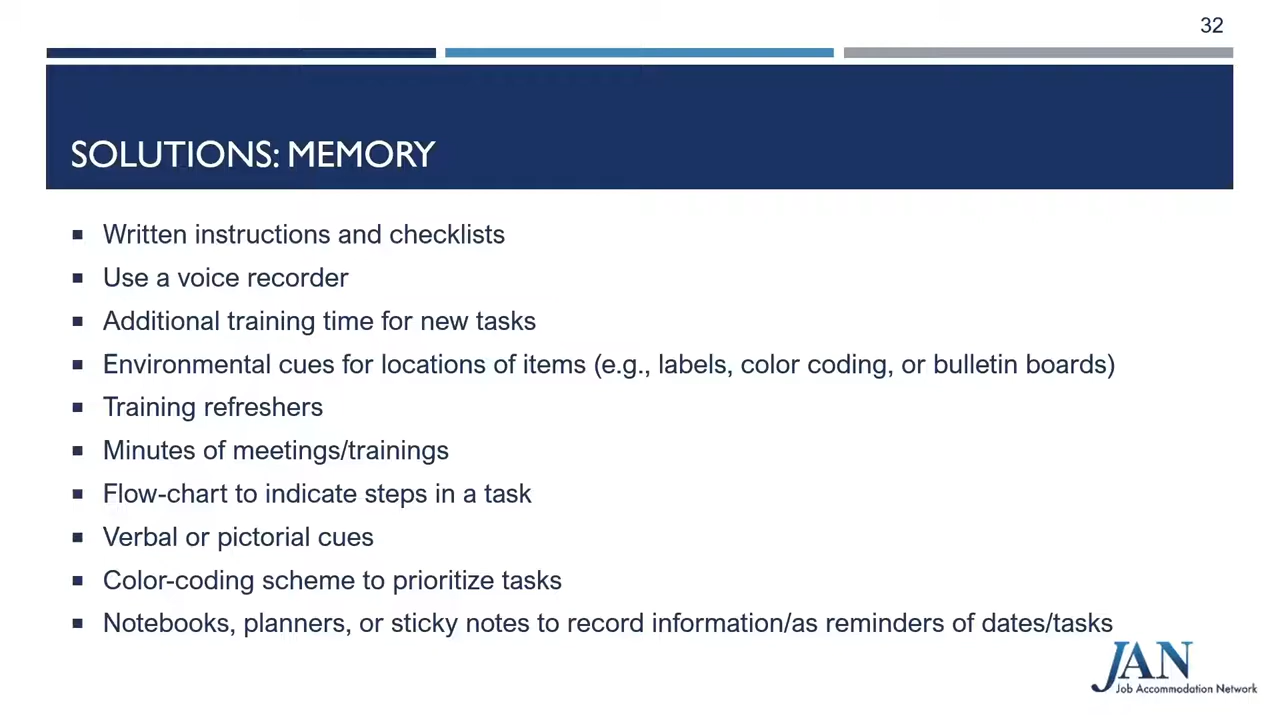 32
SOLUTIONS: MEMORY
Written instructions and checklists
Use a voice recorder
Additional training time for new tasks
Environmental cues for locations of items (e.g., labels, color coding, or bulletin boards)
Training refreshers
Minutes of meetings/trainings
Flow-chart to indicate steps in a task
Verbal or pictorial cues
Color-coding scheme to prioritize tasks
Notebooks, planners, or sticky notes to record information/as reminders of dates/tasks
JAN
Job Accommodation Network